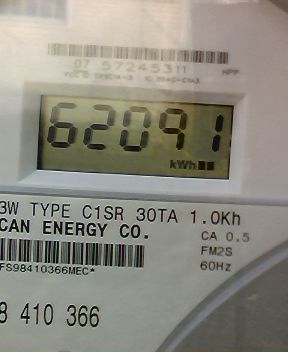 07 57245311
62091
kWh
3W TYPE C1SR 30TA 1.0Kh
CAN ENERGY CO.
CA 0.5
FM2S
60Hz
FS98410366MEC*
8 410 366